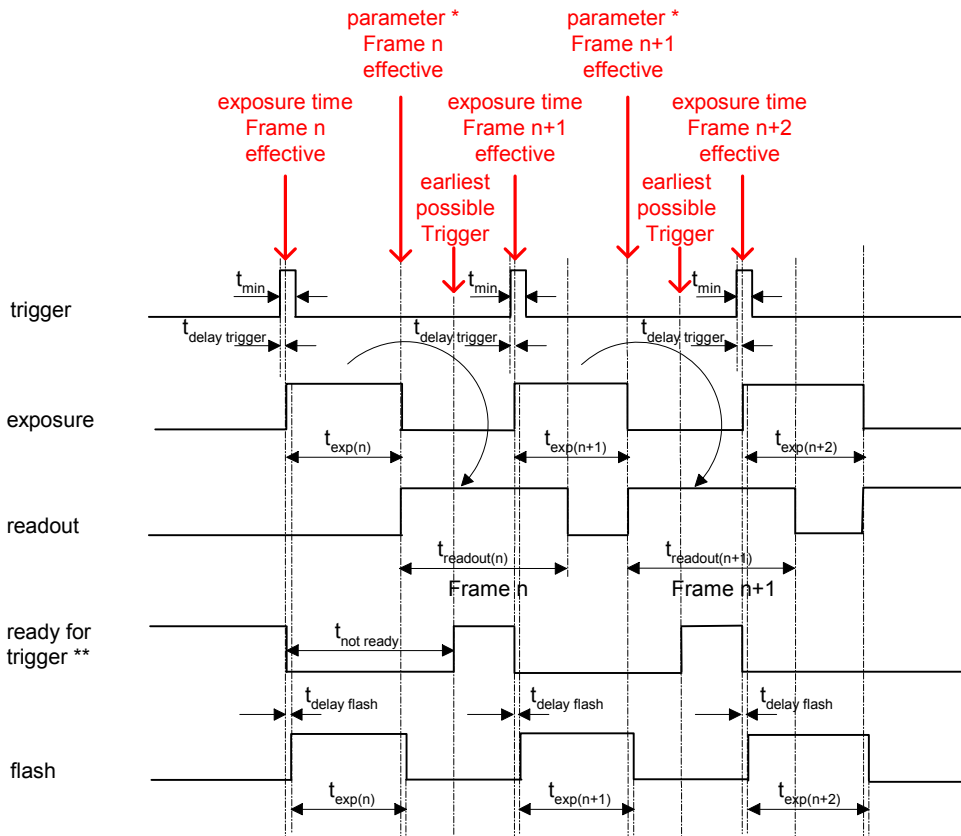 parameter *
Frame n
effective
parameter *
Frame n+1
effective
exposure time
Frame n
effective
exposure time
Frame n+1
effective
exposure time
Frame n+2
effective
earliest
possible
Trigger
earliest
possible
Trigger
trigger
tmin
tmin
tmin
tdelay trigger
tdelay trigger
tdelay trigger
exposure
texp(n)
texp(n+1)
texp(n+2)
readout
treadout(n)
treadout(n+1)
Frame n
Frame n+1
ready for
trigger **
tnot ready
tdelay flash
tdelay flash
tdelay flash
flash
texp(n)
texp(n+1)
texp(n+2)